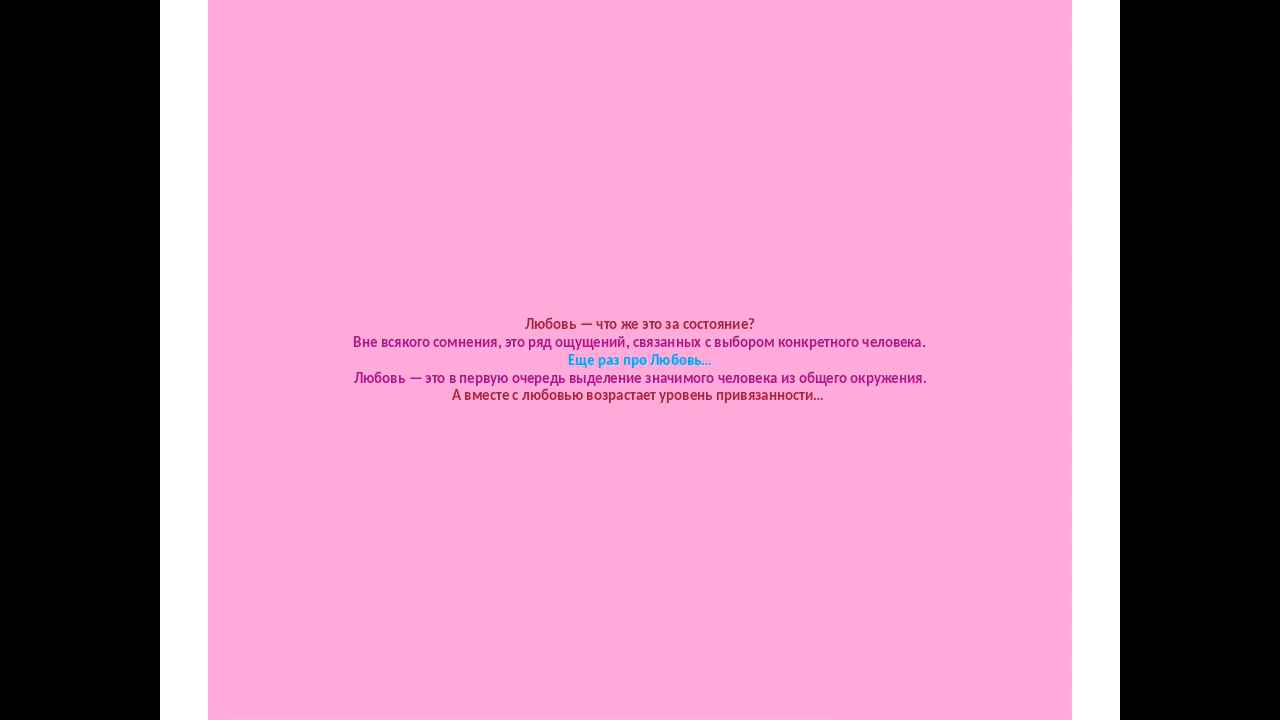 Любовь — что же это за состояние?
Вне всякого сомнения, это ряд ощущений, связанных с выбором конкретного человека.
Еще раз про Любовь...
Любовь — это в первую очередь выделение значимого человека из общего окружения.
А вместе с любовью возрастает уровень привязанности...